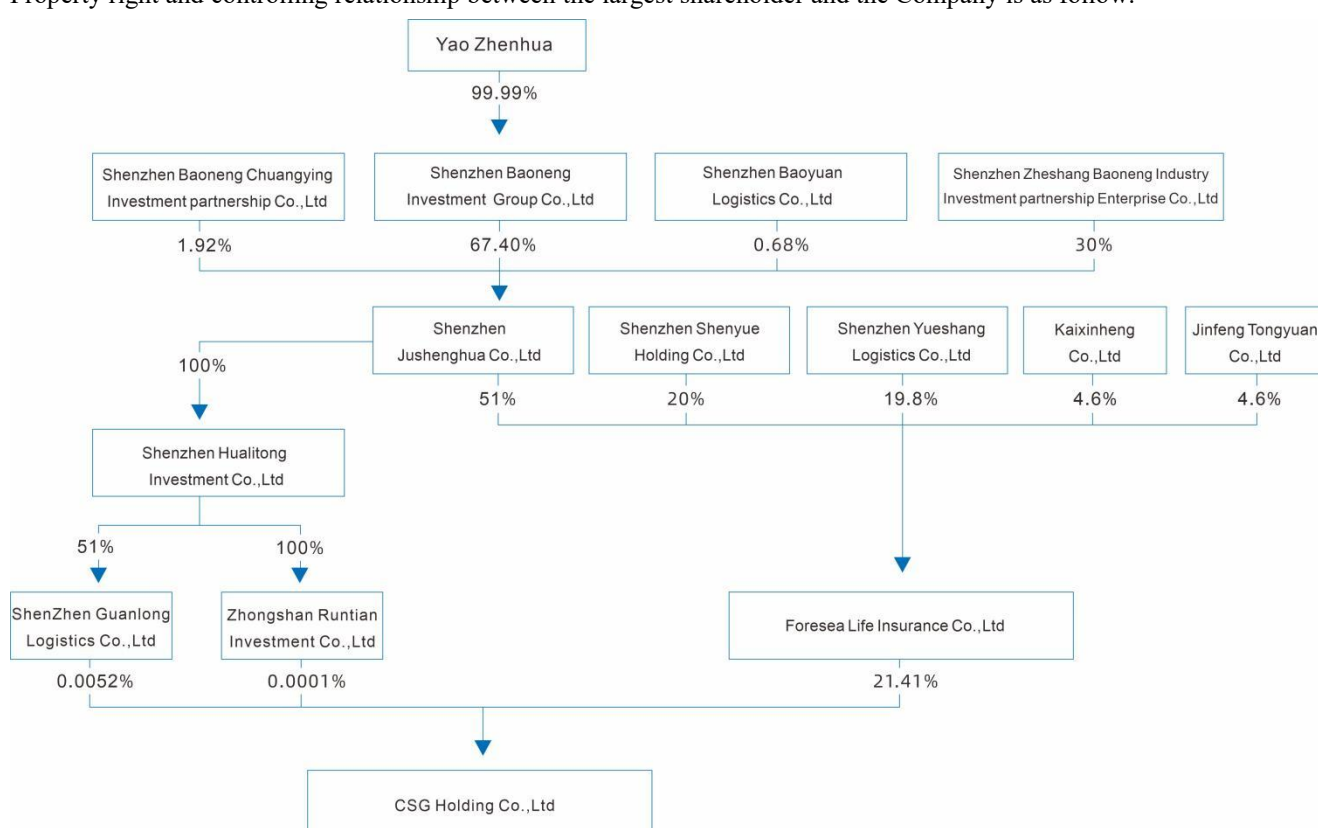 Property right and controlling relationship between the largest shareholder and the Company is as follow:
Yao Zhenhua
99.99%
Shenzhen Baoneng Chuangying
Investment partnership Co.,Ltd
Shenzhen Baoneng
Investment Group Co.,Ltd
Shenzhen Baoyuan
Logistics Co.,Ltd
Shenzhen Zheshang Baoneng Industry
Investment partnership Enterprise Co.,Ltd
1.92%
67.40%
0.68%
30%
Shenzhen
Jushenghua Co.,Ltd
Shenzhen Shenyue
Holding Co.,Ltd
Shenzhen Yueshang
Logistics Co.,Ltd
Kaixinheng
Co.,Ltd
Jinfeng Tongyuan
Co.,Ltd
100%
51%
20%
19.8%
4.6%
4.6%
Shenzhen Hualitong
Investment Co.,Ltd
51%
100%
ShenZhen Guanlong
Logistics Co.,Ltd
Zhongshan Runtian
Investment Co.,Ltd
Foresea Life Insurance Co.,Ltd
0.0052%
0.0001%
21.41%
CSG Holding Co.,Ltd